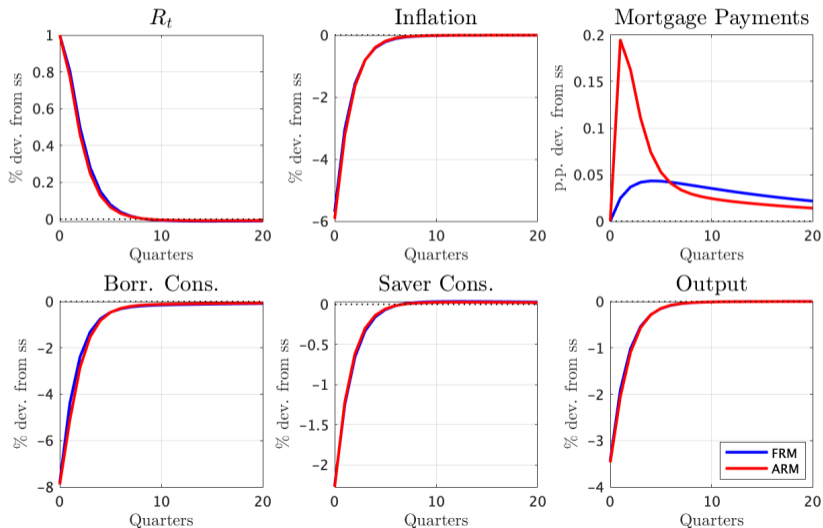 R_t
% dev. from ss
1
0.8
0.6
0.4
0.2
0
0
10
20
Quarters
Inflation
% dev. from ss
0
−2
−4
−6
0
10
20
Quarters
Mortgage Payments
p.p. dev. from ss
0.2
0.15
0.1
0.05
0
0
10
20
Quarters
Borr. Cons.
% dev. from ss
0
−2
−4
−6
−8
0
10
20
Quarters
Saver Cons.
% dev. from ss
0
−0.5
−1
−1.5
−2
0
10
20
Quarters
Output
% dev. from ss
0
−1
−2
−3
−4
0
10
20
Quarters
FRM
ARM